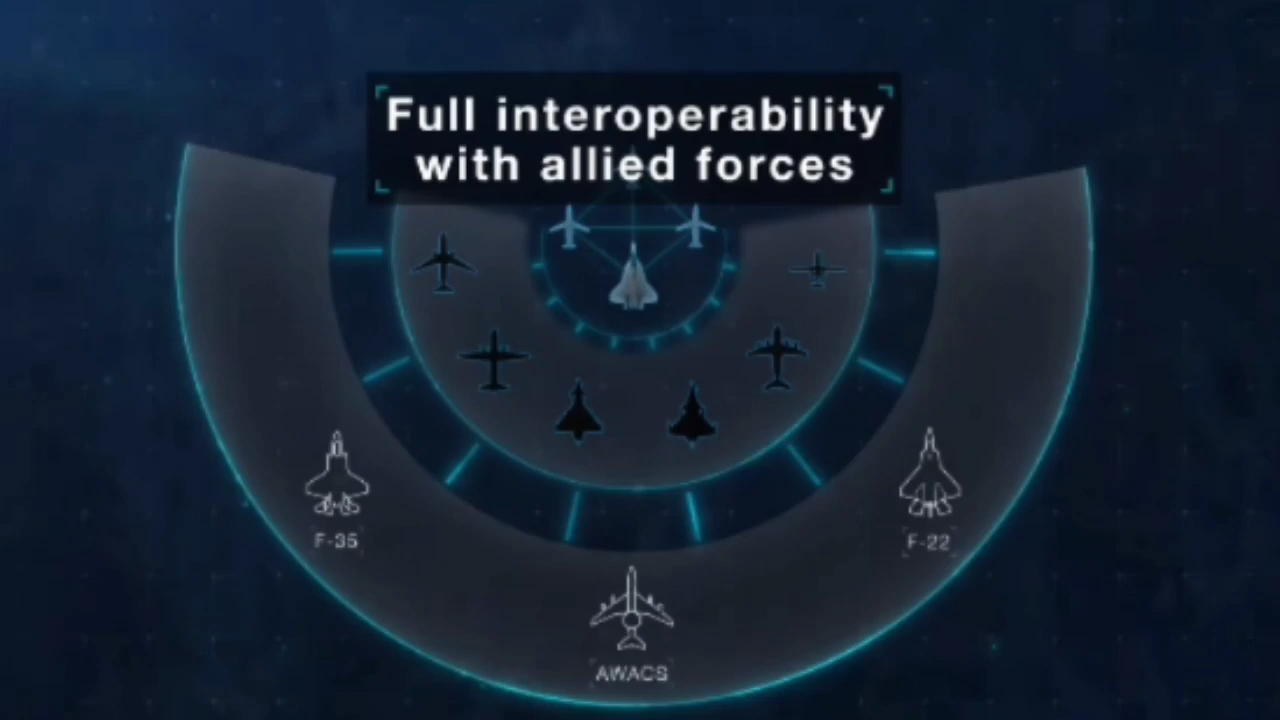 Full interoperability
with allied forces
F-35
F-22
AWACS